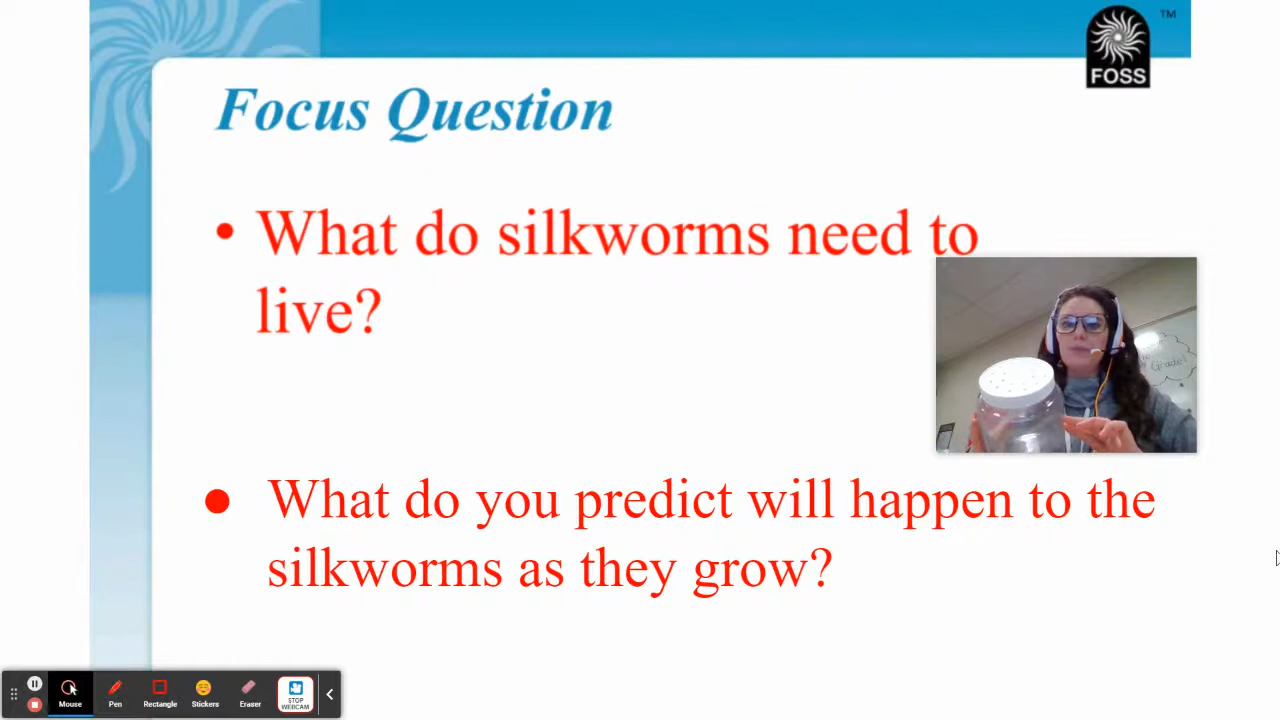 TM
FOSS
Focus Question
• What do silkworms need to
live?
Grade!
● What do you predict will happen to the
silkworms as they grow?
Mouse
Pen
Rectangle
Stickers
Eraser
STOP
WEBCAM